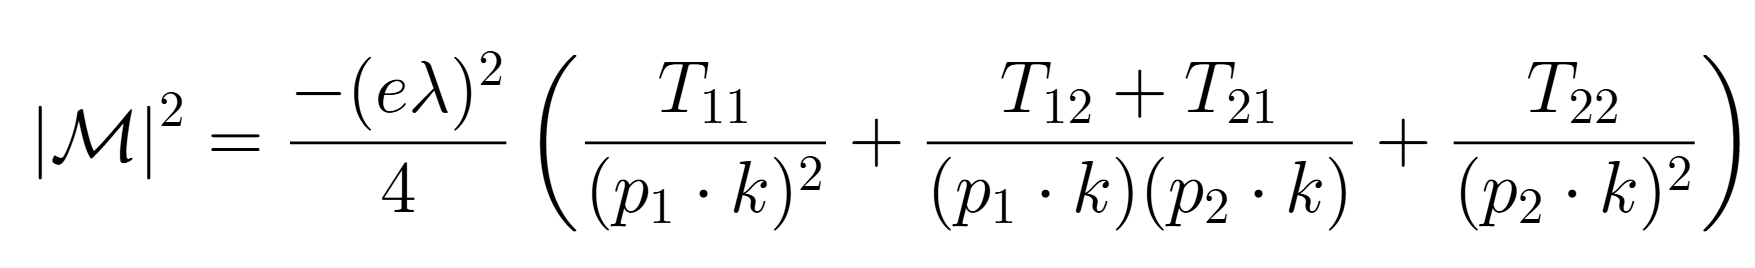 |\mathcal{M}|^2 = \frac{-(e\lambda)^2}{4} \left( \frac{T_{11}}{(p_1 \cdot k)^2} + \frac{T_{12} + T_{21}}{(p_1 \cdot k)(p_2 \cdot k)} + \frac{T_{22}}{(p_2 \cdot k)^2} \right)